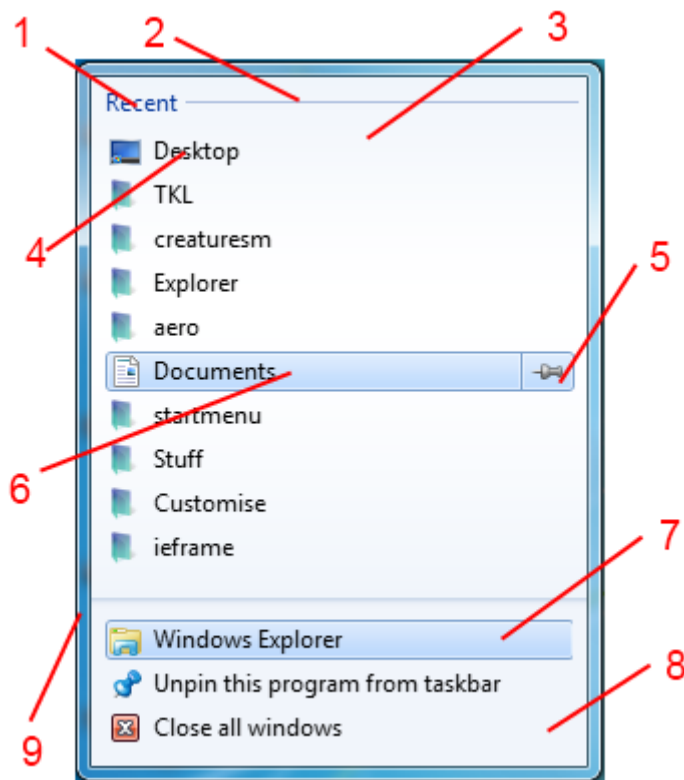 1 2 3
Recent
Desktop
TKL
4
creaturesm
5
Explorer
aero
Documents
startmenu
6
Stuff
Customise
7
ieframe
Windows Explorer
8
Unpin this program from taskbar
9
Close all windows